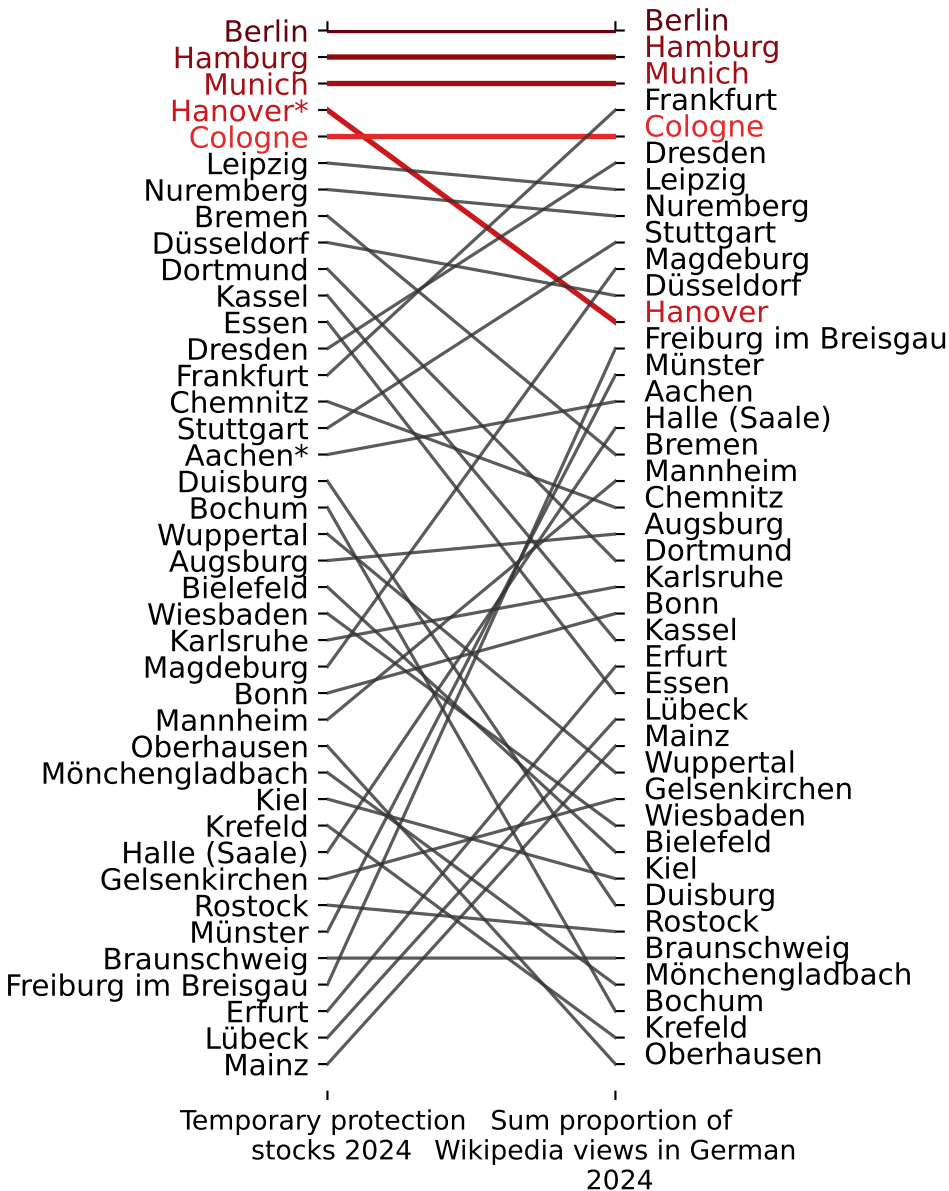 Berlin
Hamburg
Munich
Hanover*
Cologne
Leipzig
Nuremberg
Bremen
Düsseldorf
Dortmund
Kassel
Essen
Dresden
Frankfurt
Chemnitz
Stuttgart
Aachen*
Duisburg
Bochum
Wuppertal
Augsburg
Bielefeld
Wiesbaden
Karlsruhe
Magdeburg
Bonn
Mannheim
Oberhausen
Mönchengladbach
Kiel
Krefeld
Halle (Saale)
Gelsenkirchen
Rostock
Münster
Braunschweig
Freiburg im Breisgau
Erfurt
Lübeck
Mainz
Berlin
Hamburg
Munich
Frankfurt
Cologne
Dresden
Leipzig
Nuremberg
Stuttgart
Magdeburg
Düsseldorf
Hanover
Freiburg im Breisgau
Münster
Aachen
Halle (Saale)
Bremen
Mannheim
Chemnitz
Augsburg
Dortmund
Karlsruhe
Bonn
Kassel
Erfurt
Essen
Lübeck
Mainz
Wuppertal
Gelsenkirchen
Wiesbaden
Bielefeld
Kiel
Duisburg
Rostock
Braunschweig
Mönchengladbach
Bochum
Krefeld
Oberhausen
Temporary protection
stocks 2024
Sum proportion of
Wikipedia views in German
2024